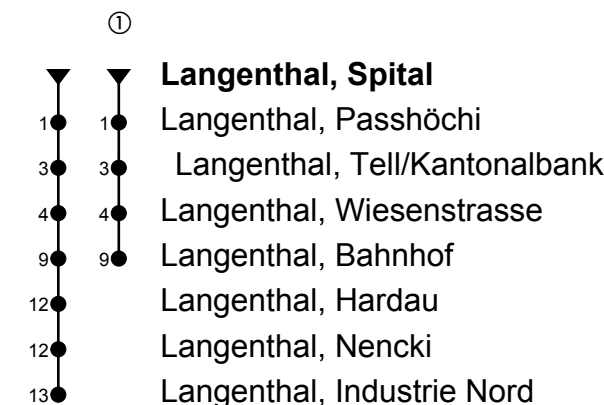 ①
Langenthal, Spital
1 1 Langenthal, Passhöchi
3 3 Langenthal, Tell/Kantonalbank
4 4 Langenthal, Wiesenstrasse
9 9 Langenthal, Bahnhof
12 Langenthal, Hardau
12 Langenthal, Nencki
13 Langenthal, Industrie Nord